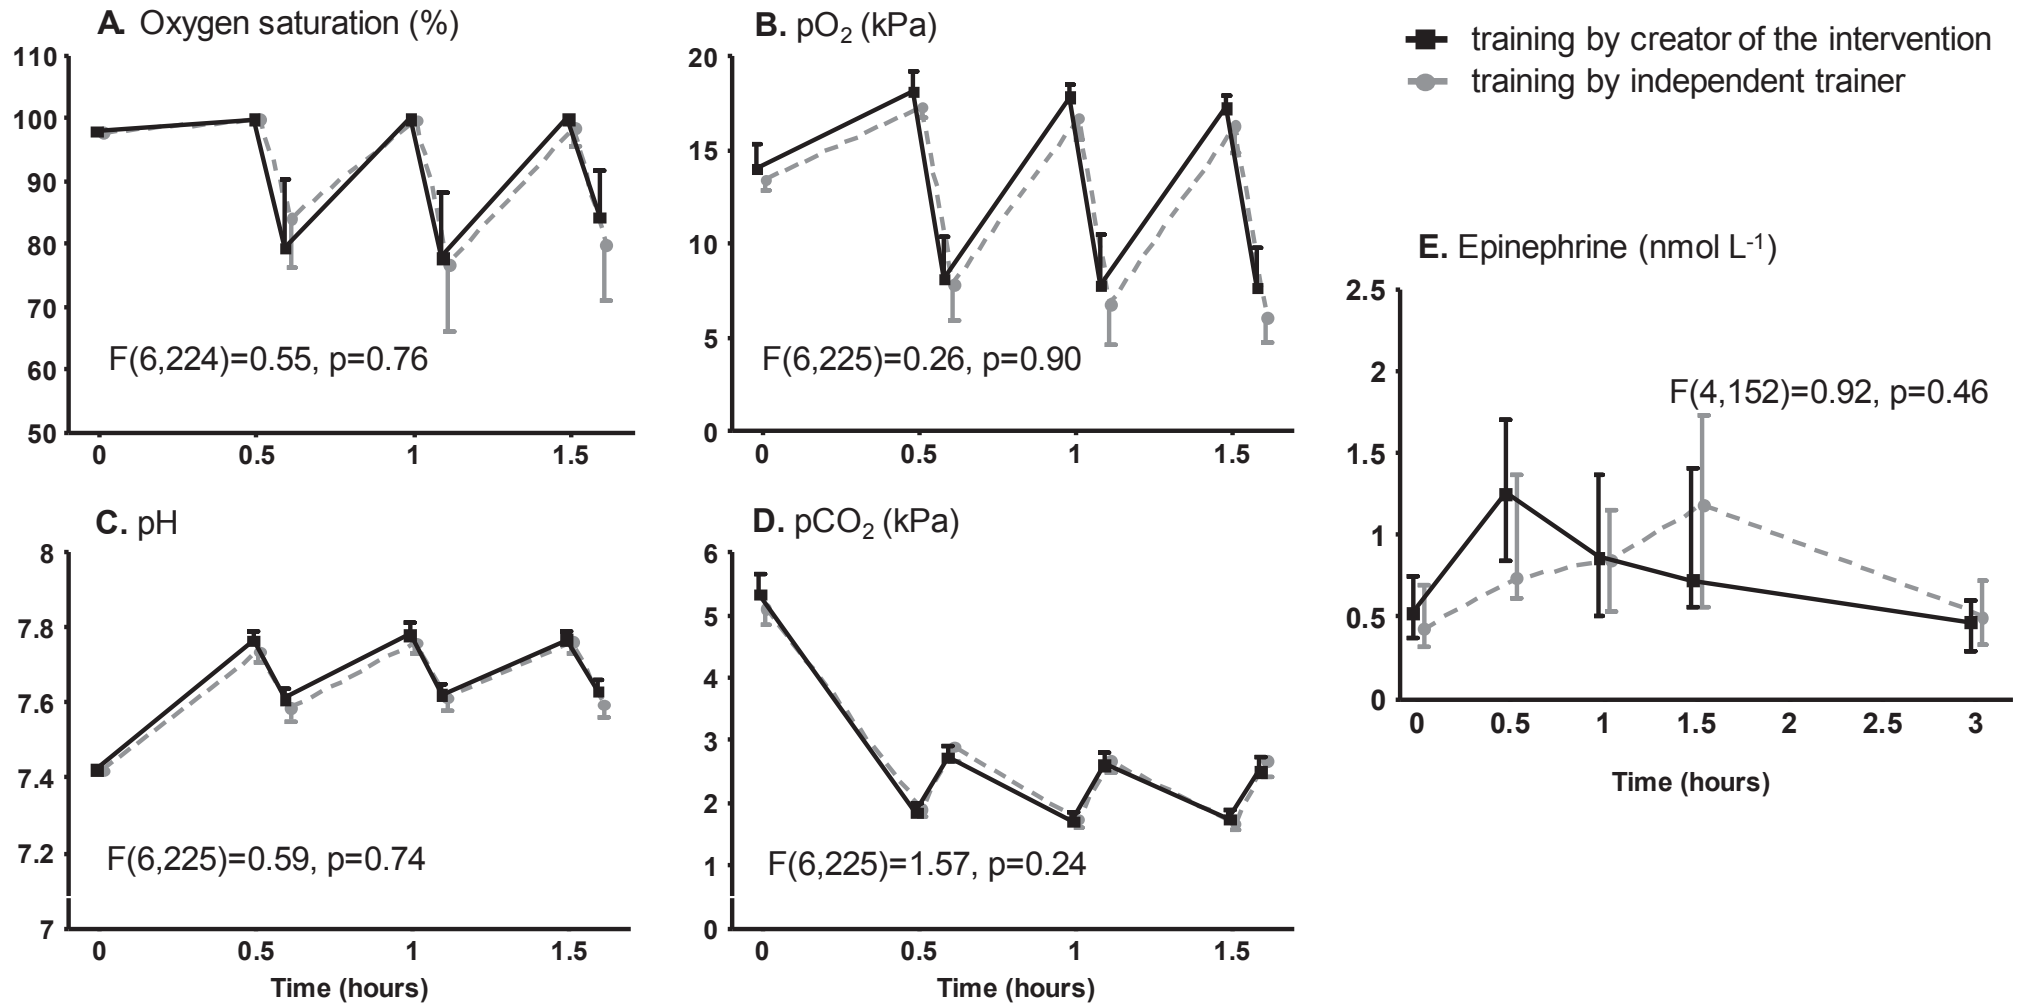 A. Oxygen saturation (%)
110
100
90
80
70
60
50
F(6,224)=0.55, p=0.76
0 0.5 1 1.5
B. pO2 (kPa)
20
15
10
5
0
F(6,225)=0.26, p=0.90
0 0.5 1 1.5
training by creator of the intervention
training by independent trainer
C. pH
8
7.8
7.6
7.4
7.2
7
F(6,225)=0.59, p=0.74
0 0.5 1 1.5
Time (hours)
D. pCO2 (kPa)
6
5
4
3
2
1
0
F(6,225)=1.57, p=0.24
0 0.5 1 1.5
Time (hours)
E. Epinephrine (nmol L-1)
2.5
2
1.5
1
0.5
0
F(4,152)=0.92, p=0.46
0 0.5 1 1.5 2 2.5 3
Time (hours)